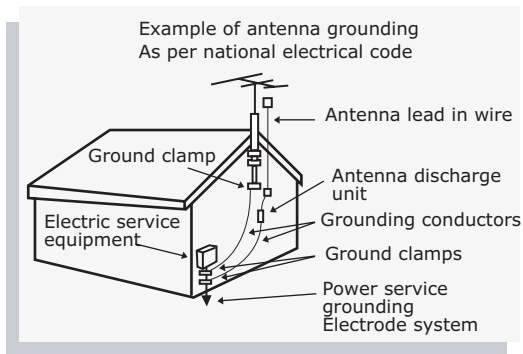 Example of antenna grounding
As per national electrical code
Antenna lead in wire
Ground clamp
Antenna discharge
unit
Grounding conductors
Electric service
equipment
Ground clamps
Power service
grounding
Electrode system